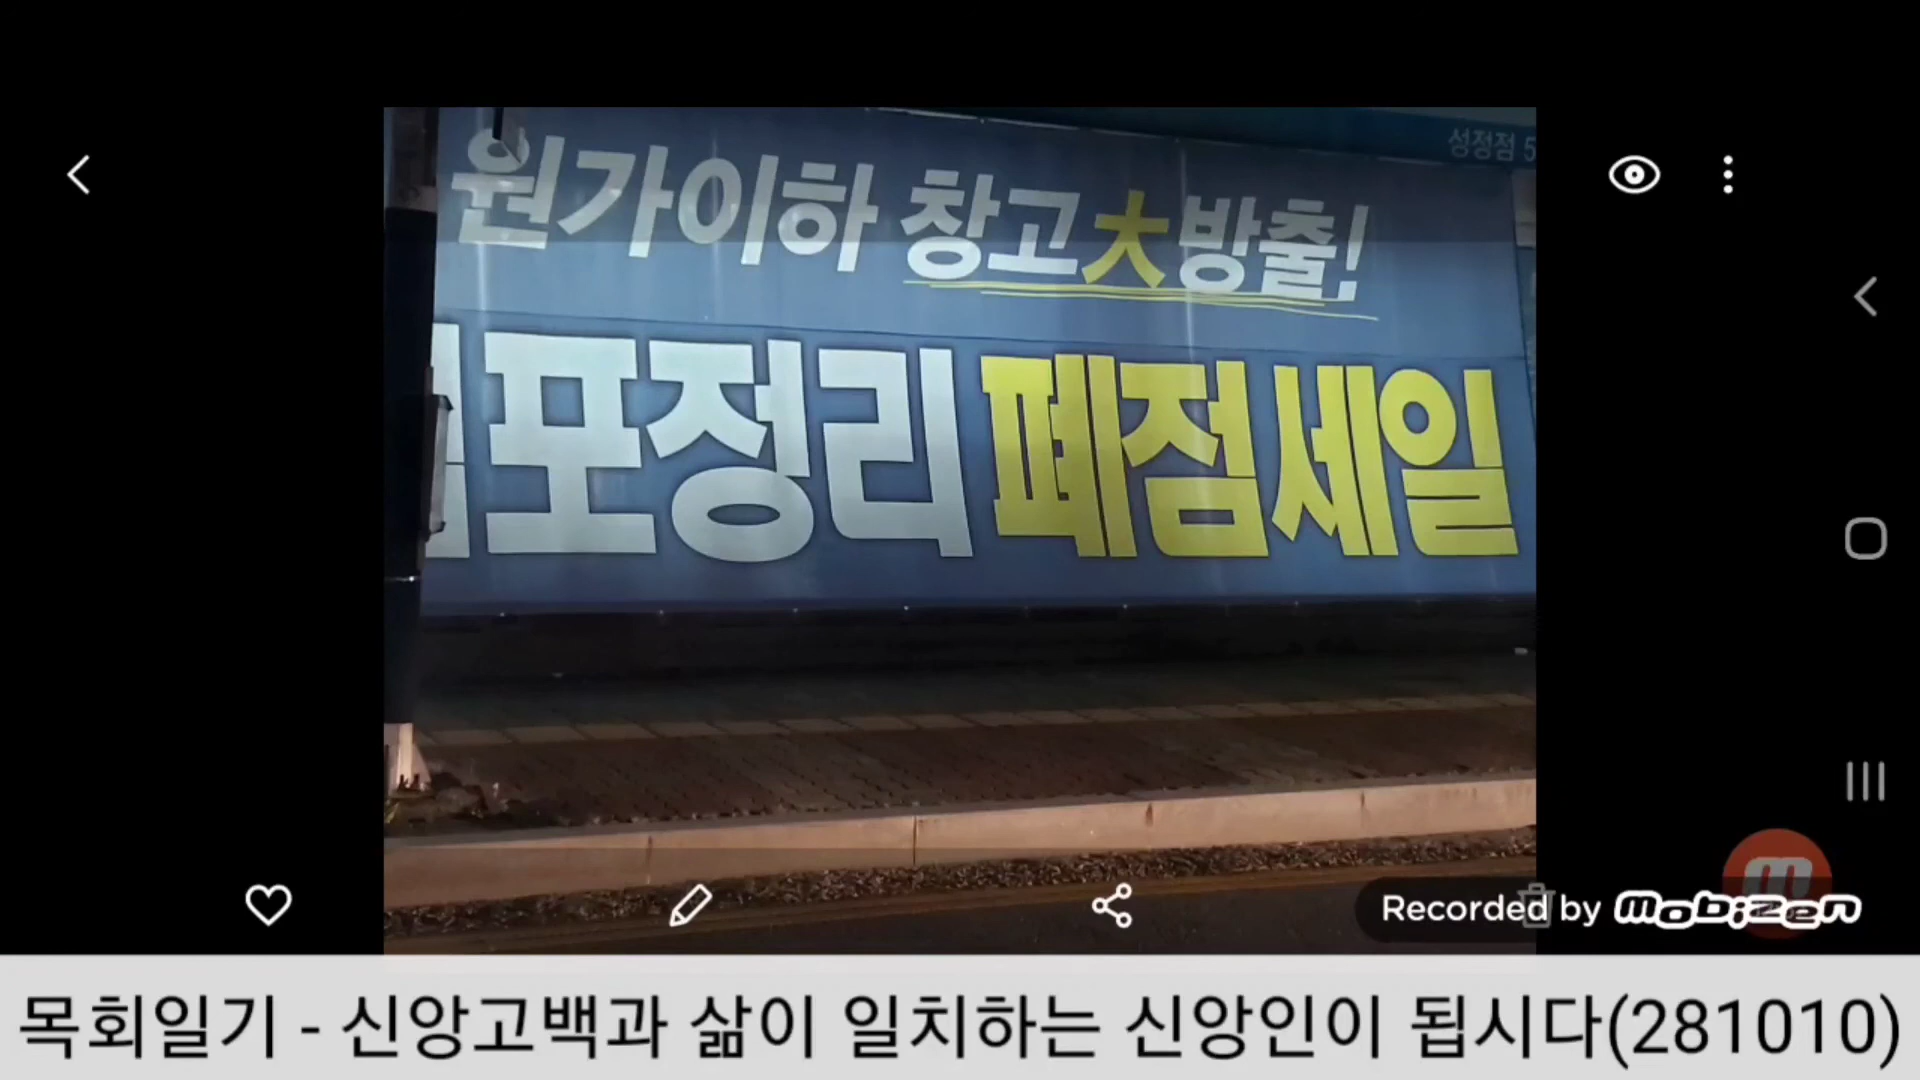 성정점 5
원가이하 창고大방출!
포정리 폐점세일
Recorded by mobizen
목회일기 - 신앙고백과 삶이 일치하는 신앙인이 됩시다(281010)